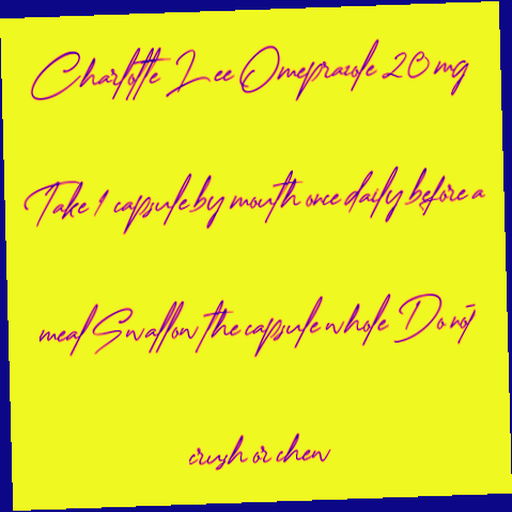 Charlotte Lee Omeprazole 20 mg
Take 1 capsule by mouth once daily before a
meal Swallow the capsule whole Do not
crush or chew